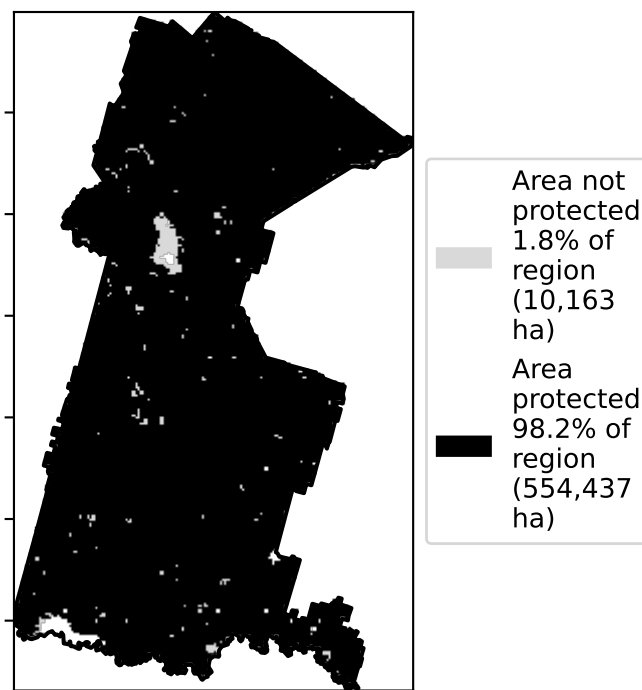 Area not
protected
1.8% of
region
(10,163
ha)
Area
protected
98.2% of
region
(554,437
ha)